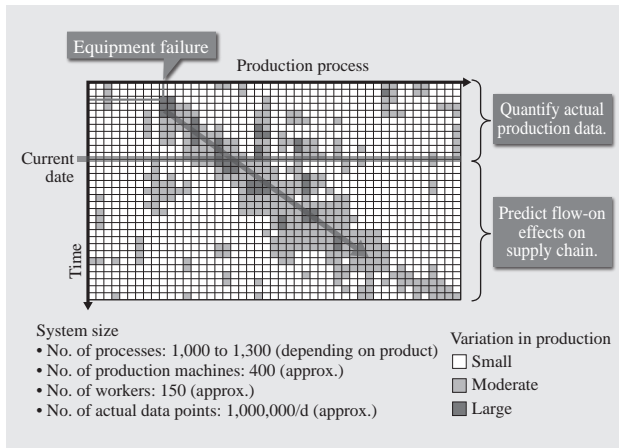 Equipment failure
Production process
Quantify actual
production data.
Current
date
Predict flow-on
effects on
supply chain.
Time
System size
• No. of processes: 1,000 to 1,300 (depending on product)
• No. of production machines: 400 (approx.)
• No. of workers: 150 (approx.)
• No. of actual data points: 1,000,000/d (approx.)
Variation in production
Small
Moderate
Large